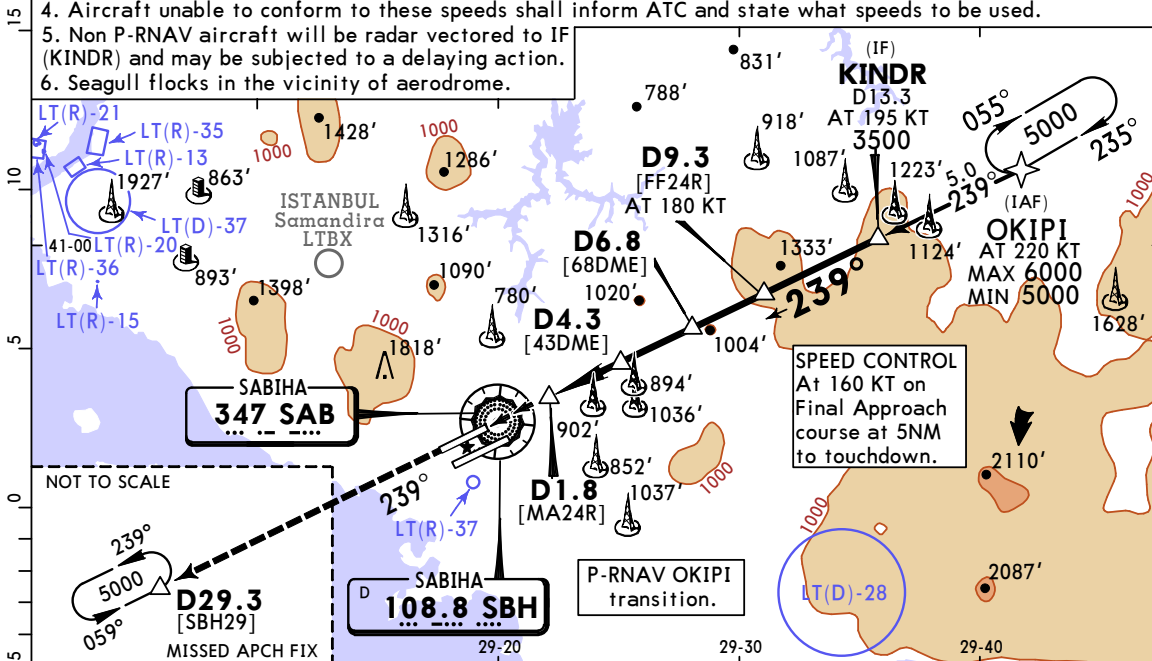 4. Aircraft unable to conform to these speeds shall inform ATC and state what speeds to be used.
5. Non P-RNAV aircraft will be radar vectored to IF
(KINDR) and may be subjected to a delaying action.
6. Seagull flocks in the vicinity of aerodrome.
15
10
5
0
5
LT(R)-21
LT(R)-35
LT(R)-13
1927'
863'
LT(D)-37
41-00
LT(R)-20
893'
LT(R)-36
LT(R)-15
1428'
1000
1000
1286'
ISTANBUL
Samandira
LTBX
1316'
1398'
1000
1090'
1000
1818'
780'
831'
788'
918'
1087'
(IF)
KINDR
D13.3
AT 195 KT
3500
1223'
1124'
055°
5000
235°
5.0
239°
(IAF)
OKIPI
AT 220 KT
MAX 6000
MIN 5000
1000
1628'
D9.3
[FF24R]
AT 180 KT
1333'
239°
D6.8
[68DME]
1020'
1004'
D4.3
[43DME]
894'
1036'
902'
852'
1037'
1000
D1.8
[MA24R]
SPEED CONTROL
At 160 KT on
Final Approach
course at 5NM
to touchdown.
2110'
1000
LT(D)-28
2087'
SABIHA
347 SAB
239°
LT(R)-37
SABIHA
D
108.8 SBH
P-RNAV OKIPI
transition.
NOT TO SCALE
239°
5000
059°
D29.3
[SBH29]
MISSED APCH FIX
29-20
29-30
29-40